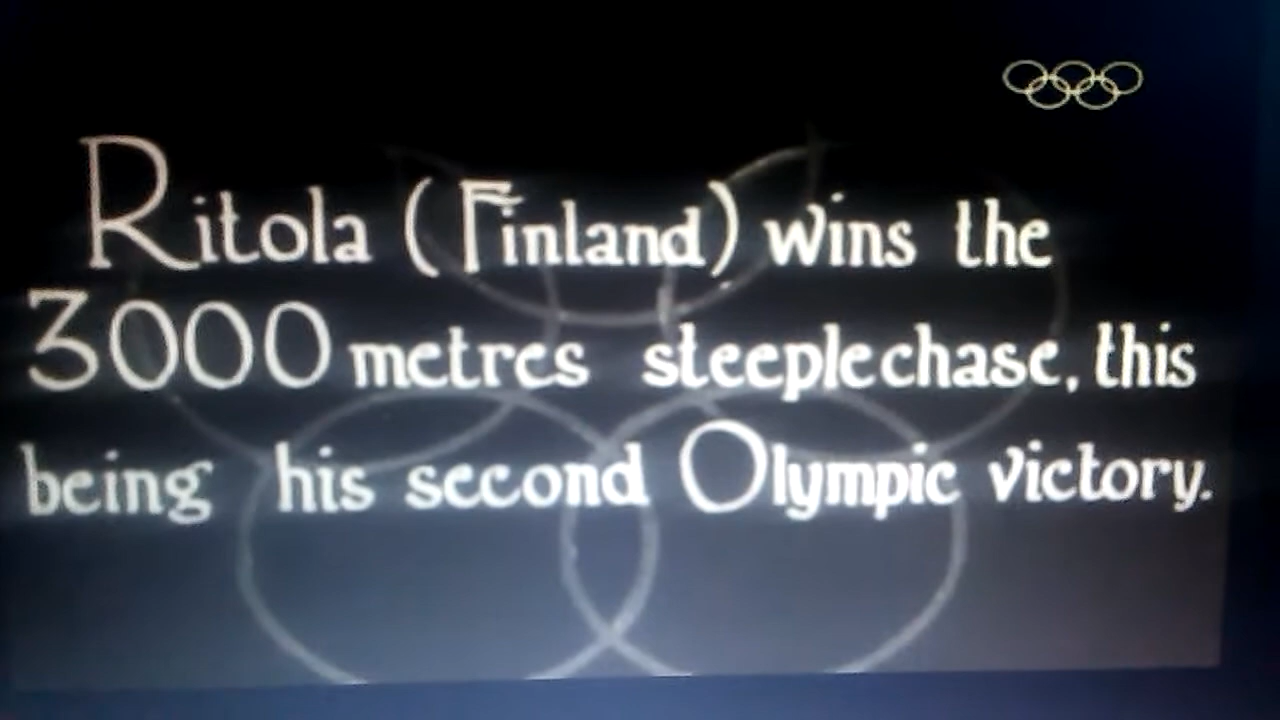 Ritola (Finland) wins the
3000 metres steeplechase, this
being his second Olympic victory.